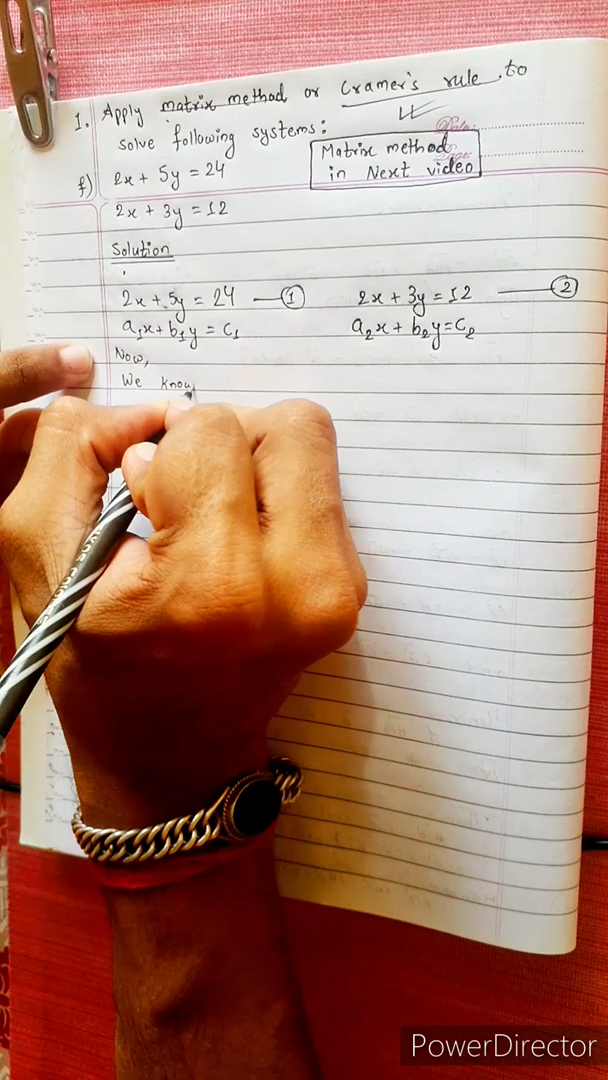 1. Apply matrix method or Cramer's rule to
solve following systems:
Matrix method
in Next video
f) 2x + 5y = 24
2x + 3y = 12
Solution
2x + 5y = 24 — ①
2x + 3y = 12 — ②
a₁x + b₁y = c₁
a₂x + b₂y = c₂
Now,
We know
PowerDirector